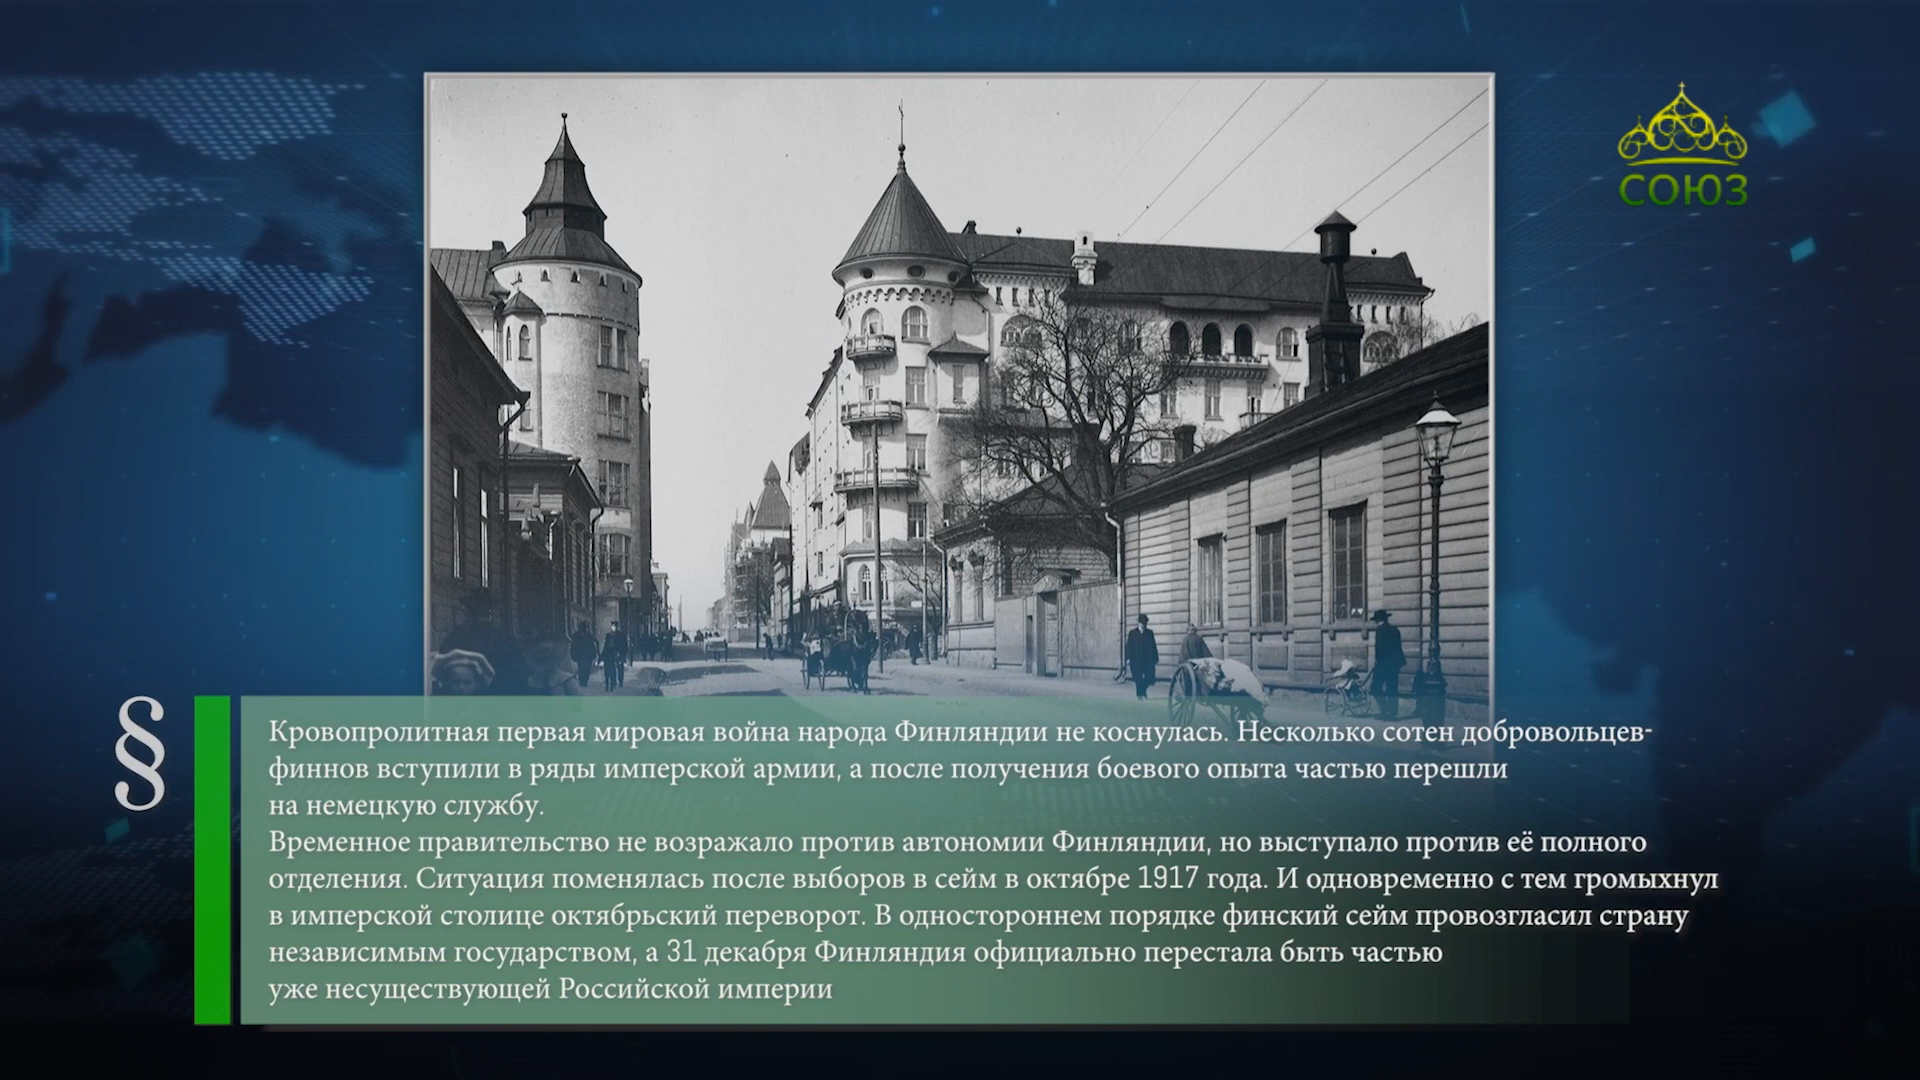 СОЮЗ
§
Кровопролитная первая мировая война народа Финляндии не коснулась. Несколько сотен добровольцев-
финнов вступили в ряды имперской армии, а после получения боевого опыта частью перешли
на немецкую службу.
Временное правительство не возражало против автономии Финляндии, но выступало против её полного
отделения. Ситуация поменялась после выборов в сейм в октябре 1917 года. И одновременно с тем громыхнул
в имперской столице октябрьский переворот. В одностороннем порядке финский сейм провозгласил страну
независимым государством, а 31 декабря Финляндия официально перестала быть частью
уже несуществующей Российской империи